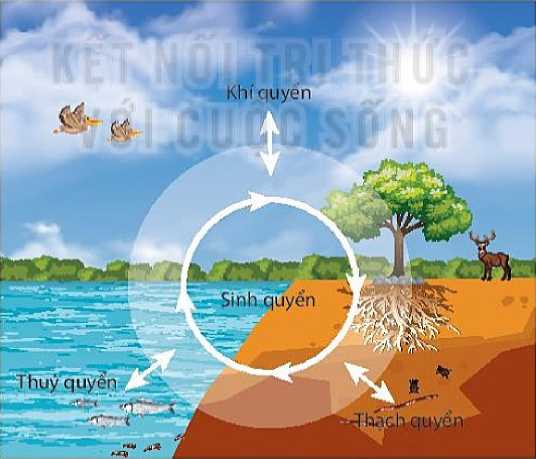 KẾT NỐI TRI THỨC
VỚI CUỘC SỐNG
Khí quyển
Sinh quyển
Thuỷ quyển
Thạch quyển